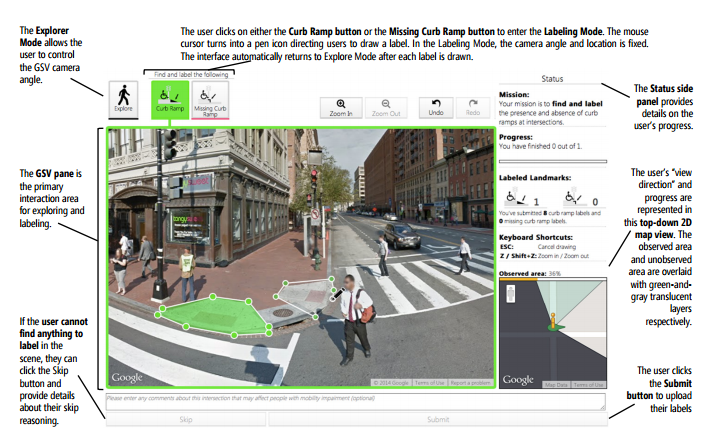 The Explorer
Mode allows the
user to control
the GSV camera
angle.
The user clicks on either the Curb Ramp button or the Missing Curb Ramp button to enter the Labeling Mode. The mouse
cursor turns into a pen icon directing users to draw a label. In the Labeling Mode, the camera angle and location is fixed.
The interface automatically returns to Explore Mode after each label is drawn.
Find and label the following
Explore
Curb Ramp
Missing Curb
Ramp
Zoom In
Zoom Out
Undo
Redo
Status
Mission:
Your mission is to find and label
the presence and absence of curb
ramps at intersections.
Progress:
You have finished 0 out of 1.
Labeled Landmarks:
1
0
You've submitted 8 curb ramp labels and
0 missing curb ramp labels.
Keyboard Shortcuts:
ESC: Cancel drawing
Z / Shift+Z: Zoom in / Zoom out
Observed area: 36%
The Status side
panel provides
details on the
user's progress.
The GSV pane is
the primary
interaction area
for exploring and
labeling.
The user's "view
direction" and
progress are
represented in
this top-down 2D
map view. The
observed area
and unobserved
area are overlaid
with green-and-
gray translucent
layers
respectively.
If the user cannot
find anything to
label in the
scene, they can
click the Skip
button and
provide details
about their skip
reasoning.
Google
© 2014 Google
Terms of Use
Report a problem
Google
Map Data
Terms of Use
Please enter any comments about this intersection that may affect people with mobility impairment (optional)
Skip
Submit
The user clicks
the Submit
button to upload
their labels